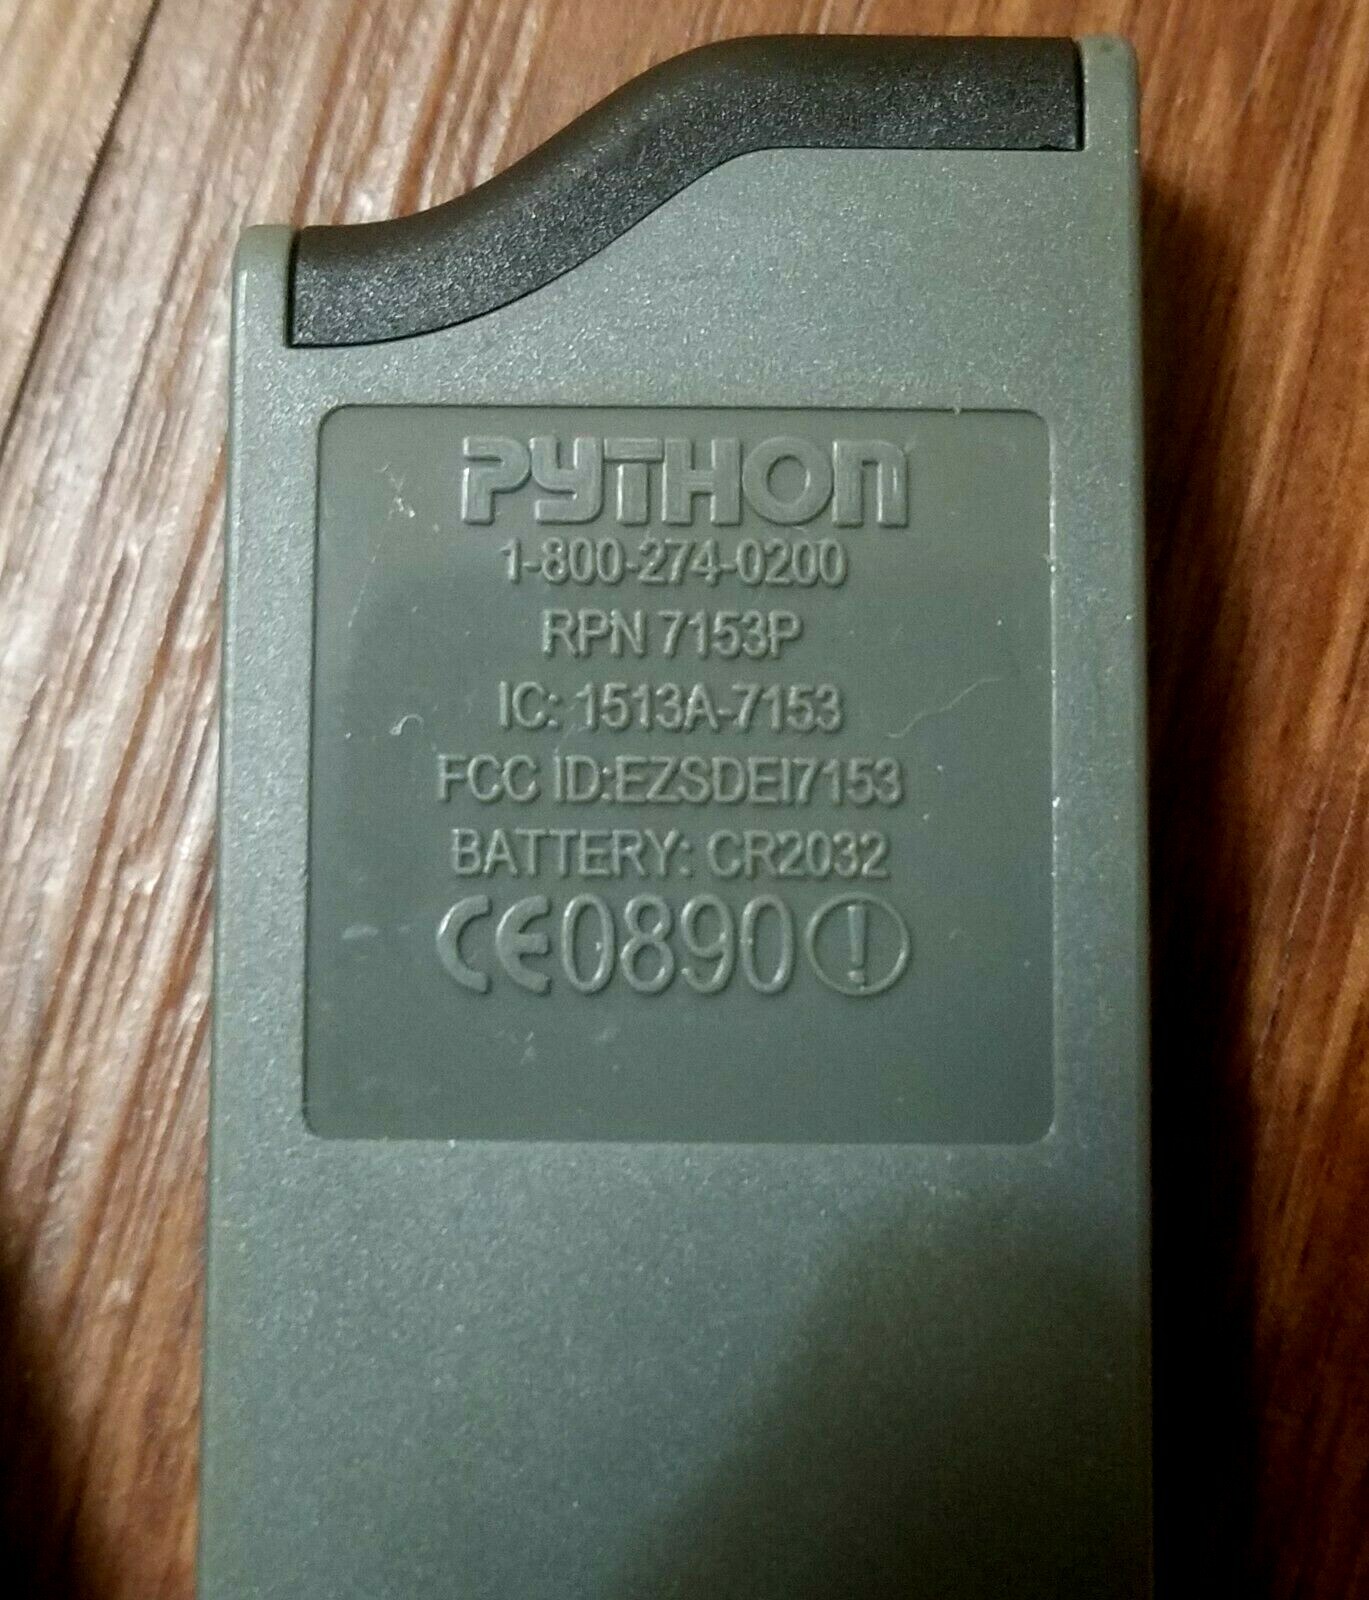 PYTHON
1-800-274-0200
RPN 7153P
IC: 1513A-7153
FCC ID:EZSDEI7153
BATTERY: CR2032
CE0890!